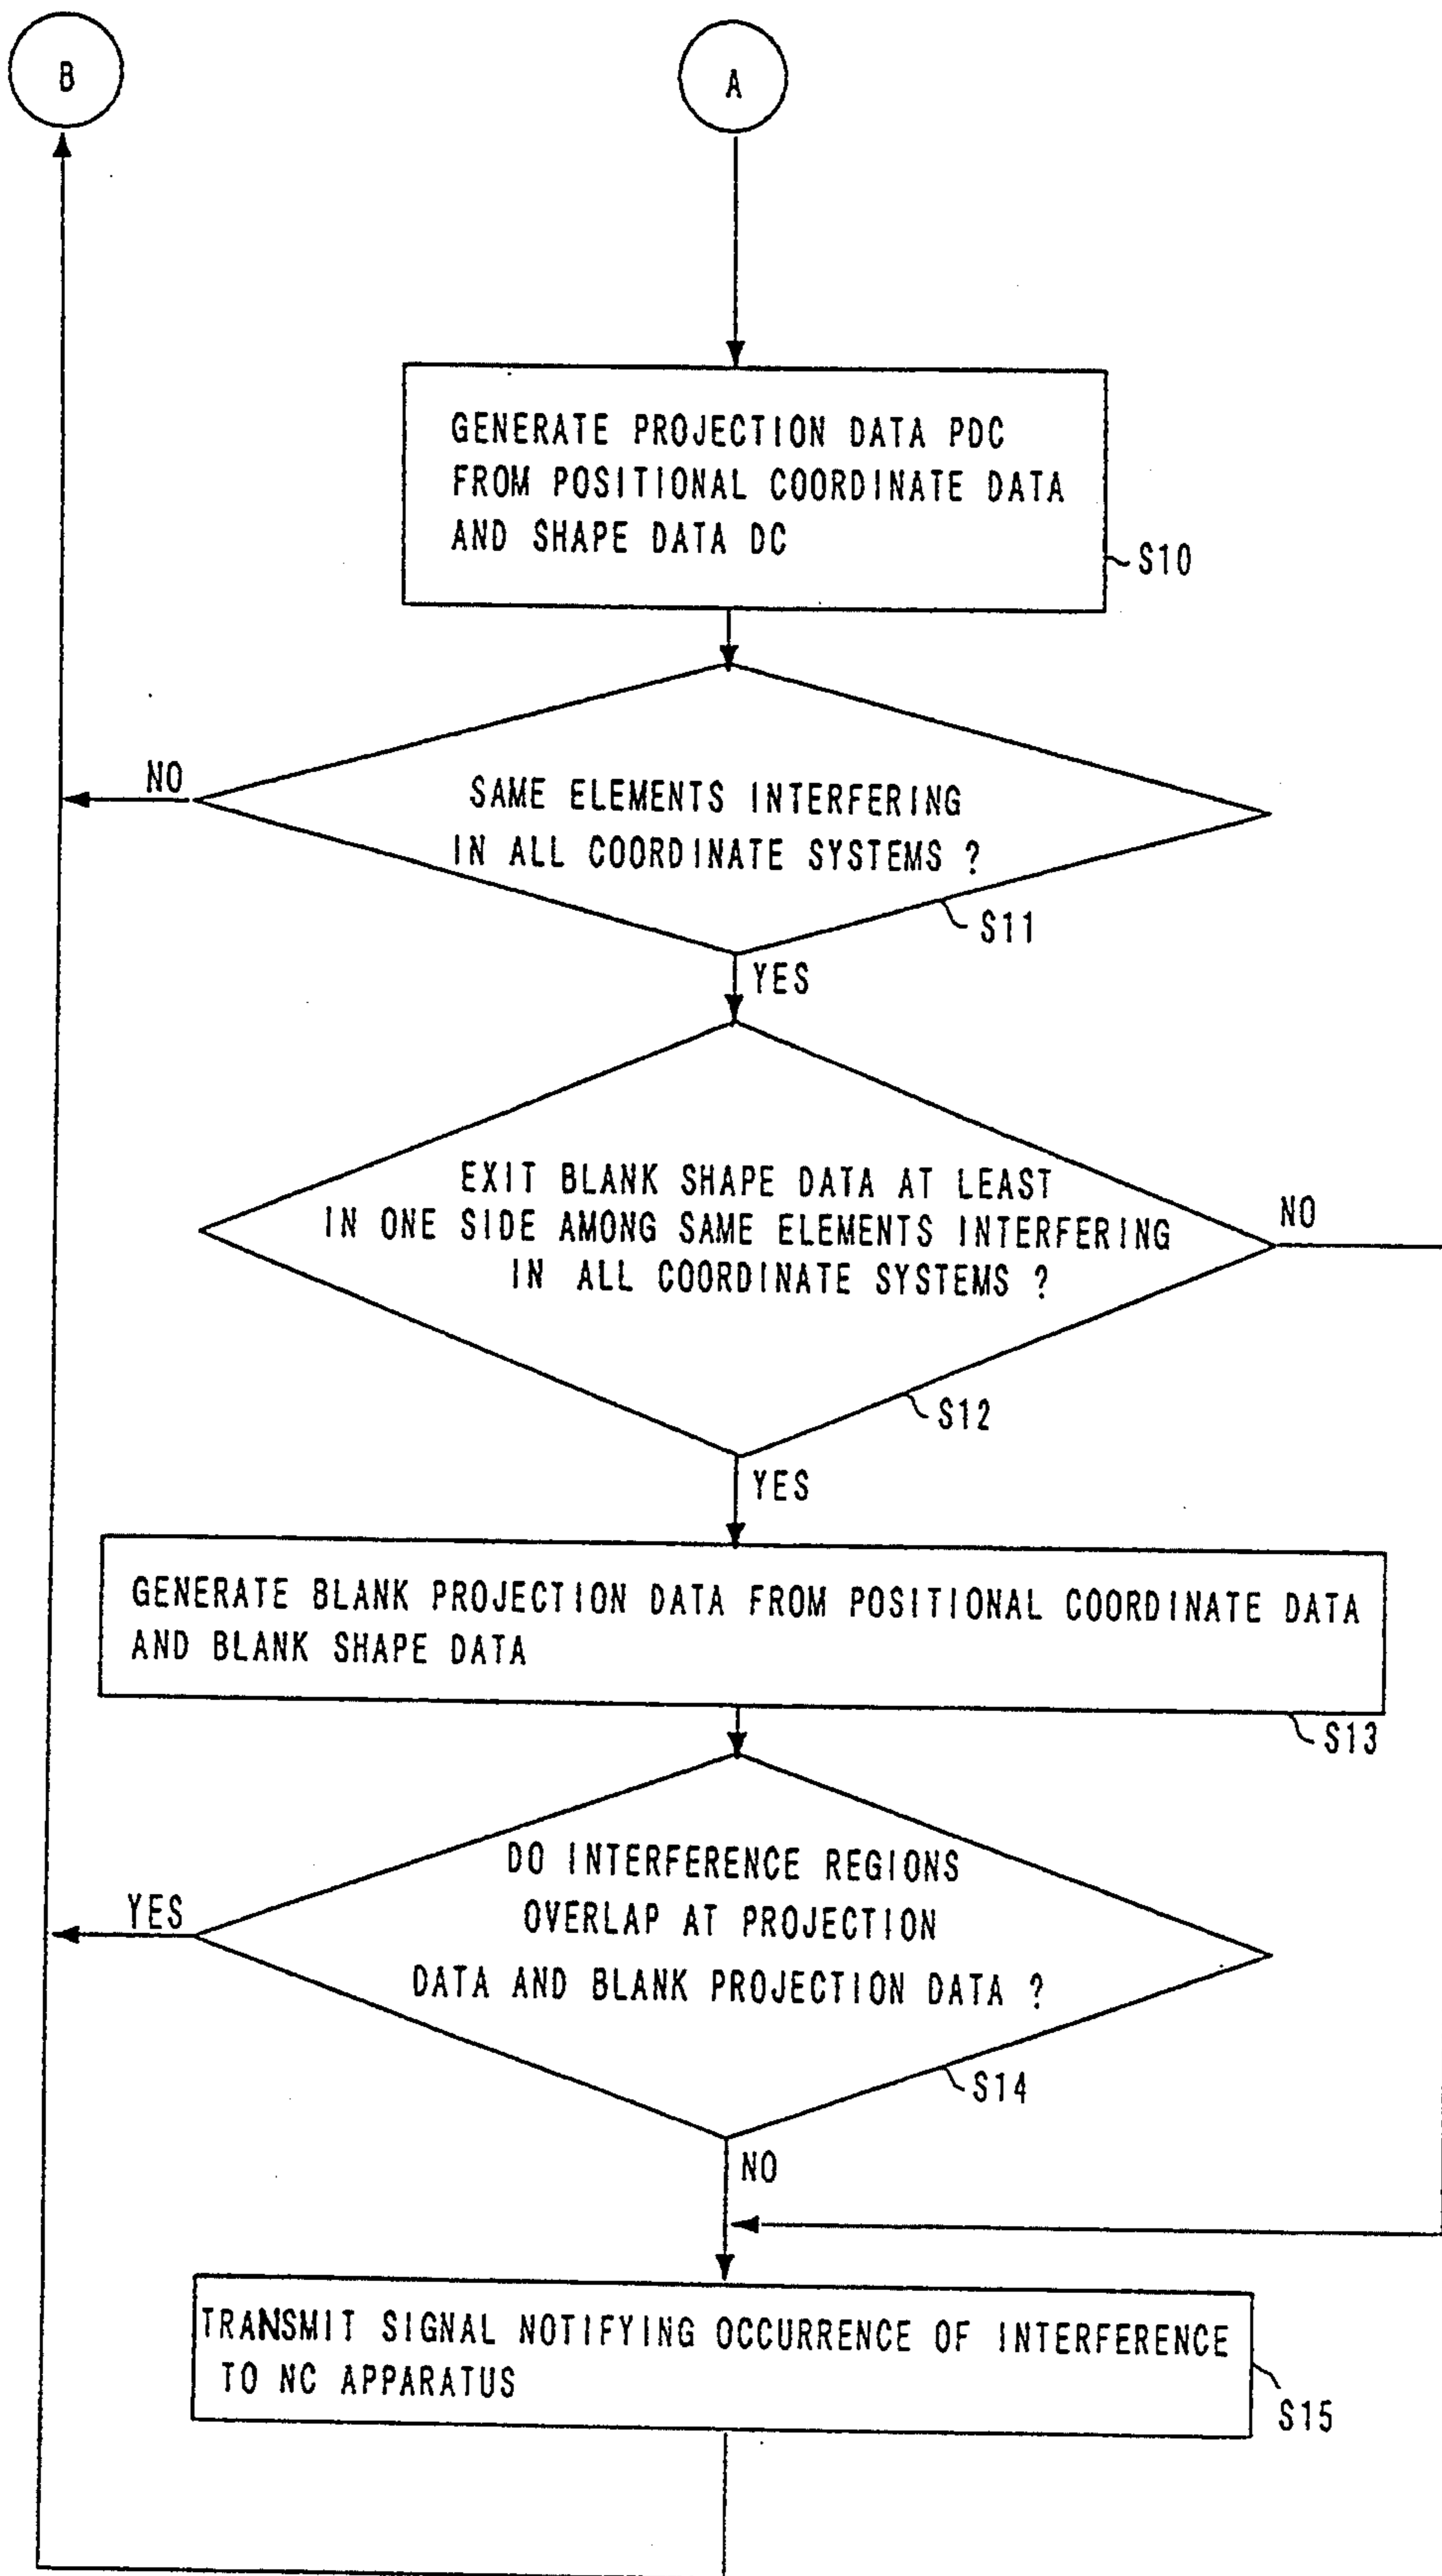 B
A
GENERATE PROJECTION DATA PDC
FROM POSITIONAL COORDINATE DATA
AND SHAPE DATA DC
S10
NO
SAME ELEMENTS INTERFERING
IN ALL COORDINATE SYSTEMS ?
S11
YES
EXIT BLANK SHAPE DATA AT LEAST
IN ONE SIDE AMONG SAME ELEMENTS INTERFERING
IN ALL COORDINATE SYSTEMS ?
NO
S12
YES
GENERATE BLANK PROJECTION DATA FROM POSITIONAL COORDINATE DATA
AND BLANK SHAPE DATA
S13
DO INTERFERENCE REGIONS
OVERLAP AT PROJECTION
DATA AND BLANK PROJECTION DATA ?
YES
S14
NO
TRANSMIT SIGNAL NOTIFYING OCCURRENCE OF INTERFERENCE
TO NC APPARATUS
S15